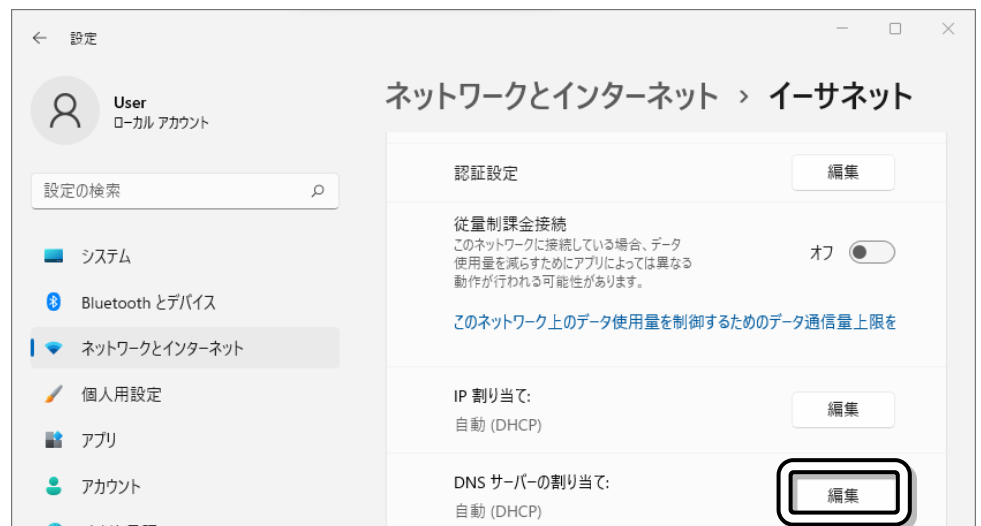 設定
User
ローカル アカウント
設定の検索
システム
Bluetooth とデバイス
ネットワークとインターネット
個人用設定
アプリ
アカウント
ネットワークとインターネット › イーサネット
認証設定
編集
従量制課金接続
このネットワークに接続している場合、データ
使用量を減らすためにアプリによっては異なる
動作が行われる可能性があります。
オフ
このネットワーク上のデータ使用量を制御するためのデータ通信量上限を
IP 割り当て:
自動 (DHCP)
編集
DNS サーバーの割り当て:
自動 (DHCP)
編集